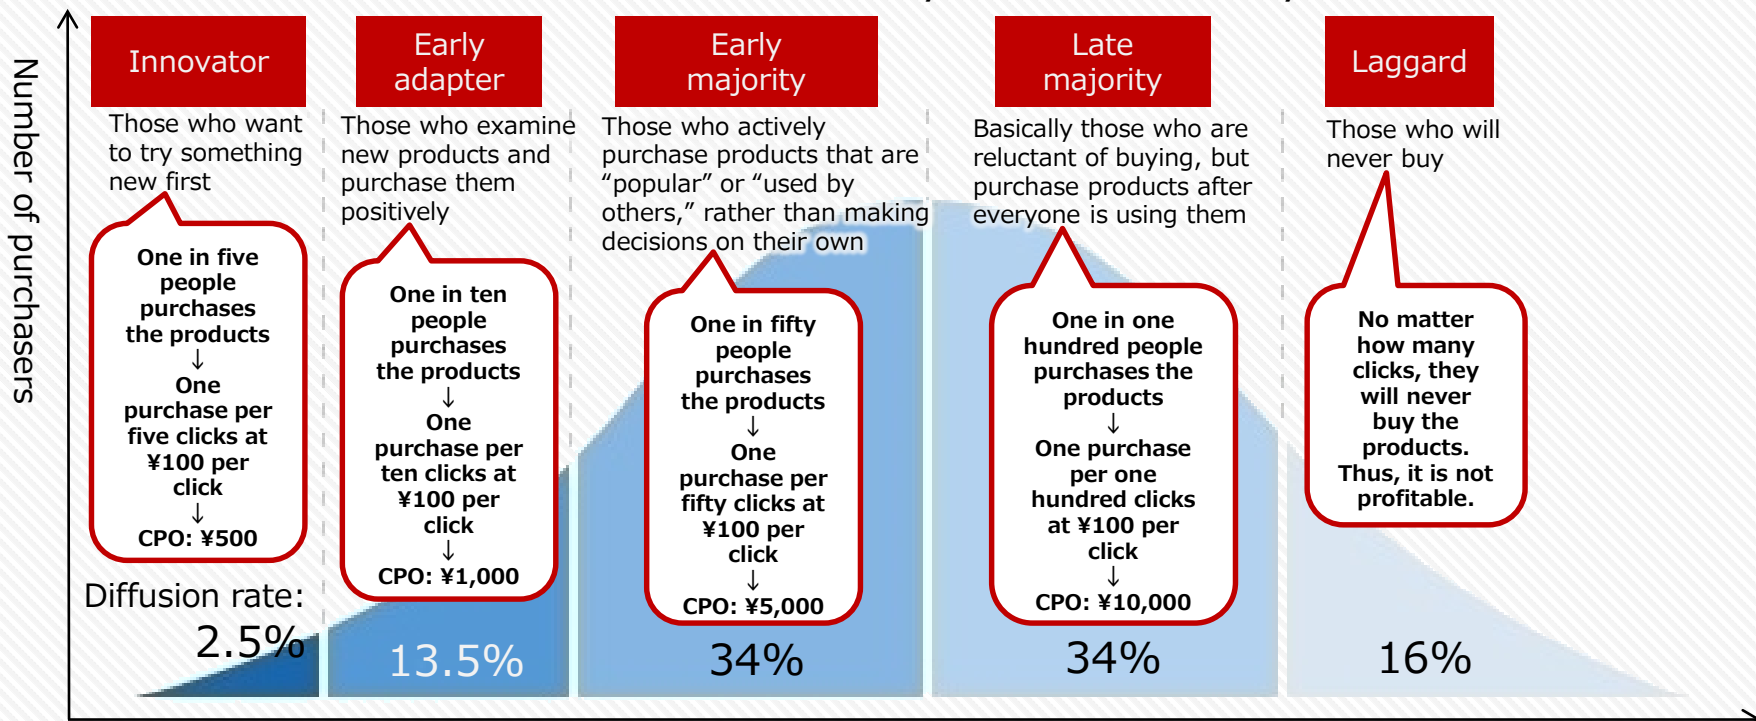 Number of purchasers
Innovator
Those who want
to try something
new first
One in five
people
purchases
the products
↓
One
purchase per
five clicks at
¥100 per
click
↓
CPO: ¥500
Diffusion rate:
2.5%
Early
adapter
Those who examine
new products and
purchase them
positively
One in ten
people
purchases
the products
↓
One
purchase per
ten clicks at
¥100 per
click
↓
CPO: ¥1,000
13.5%
Early
majority
Those who actively
purchase products that are
“popular” or “used by
others,” rather than making
decisions on their own
One in fifty
people
purchases
the products
↓
One
purchase per
fifty clicks at
¥100 per
click
↓
CPO: ¥5,000
34%
Late
majority
Basically those who are
reluctant of buying, but
purchase products after
everyone is using them
One in one
hundred people
purchases the
products
↓
One purchase
per one
hundred clicks
at ¥100 per
click
↓
CPO: ¥10,000
34%
Laggard
Those who will
never buy
No matter
how many
clicks, they
will never
buy the
products.
Thus, it is not
profitable.
16%